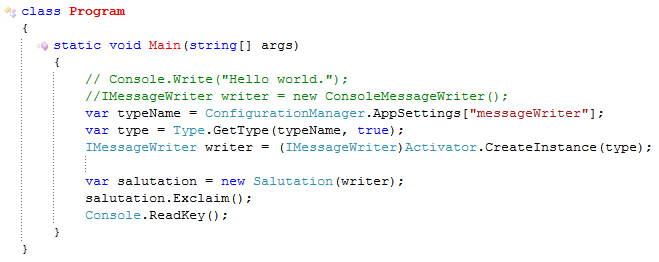 class Program
{
static void Main(string[] args)
{
// Console.Write("Hello world.");
//IMessageWriter writer = new ConsoleMessageWriter();
var typeName = ConfigurationManager.AppSettings["messageWriter"];
var type = Type.GetType(typeName, true);
IMessageWriter writer = (IMessageWriter)Activator.CreateInstance(type);
var salutation = new Salutation(writer);
salutation.Exclaim();
Console.ReadKey();
}
}